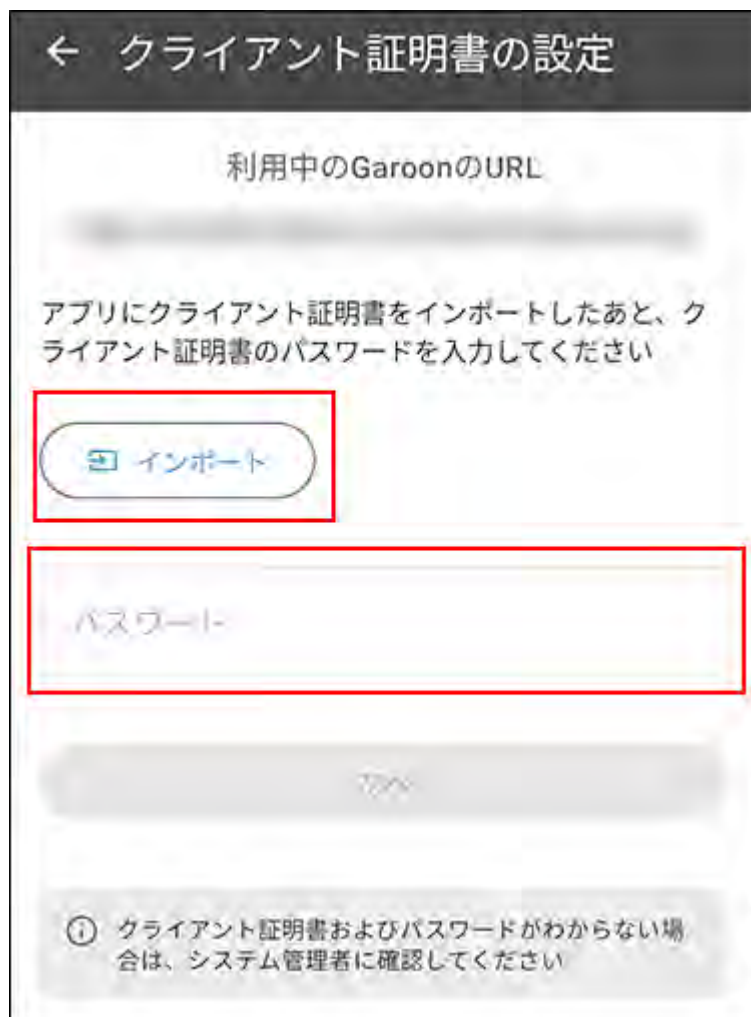 ← クライアント証明書の設定
利用中のGaroonのURL
アプリにクライアント証明書をインポートしたあと、ク
ライアント証明書のパスワードを入力してください
インポート
パスワード
次へ
クライアント証明書およびパスワードがわからない場
合は、システム管理者に確認してください